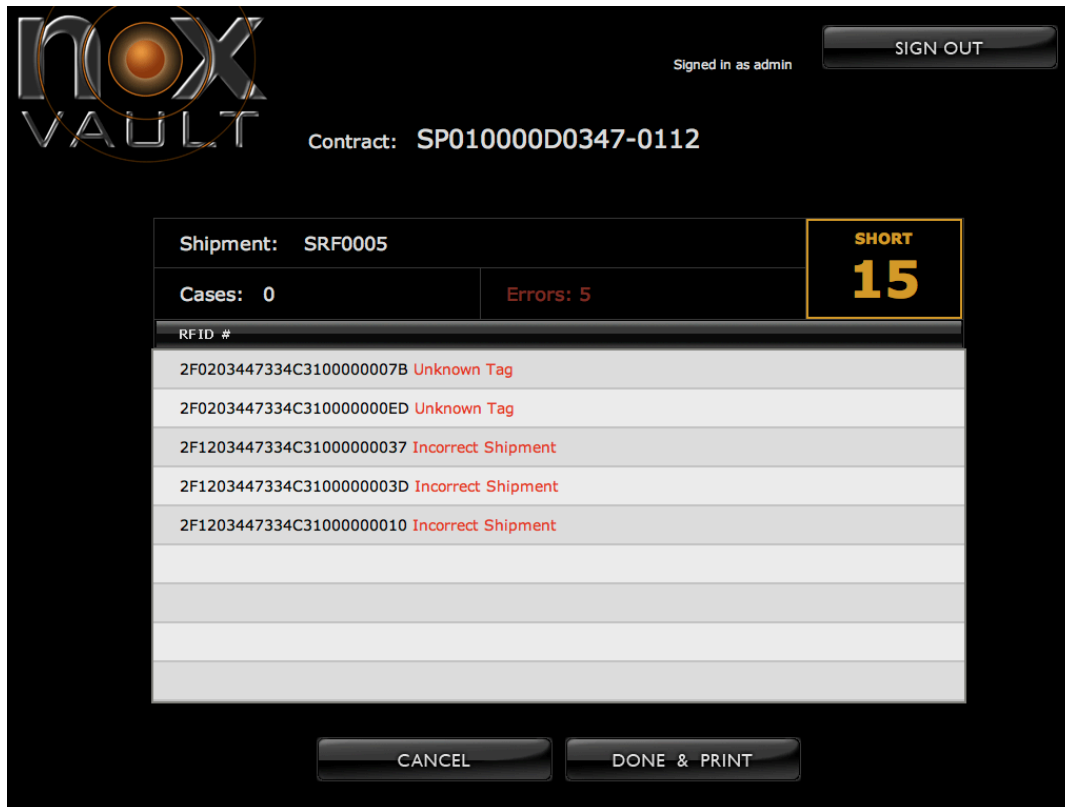 nox
VAULT
Signed in as admin
SIGN OUT
Contract: SP010000D0347-0112
Shipment: SRF0005
SHORT
15
Cases: 0
Errors: 5
RFID #
2F0203447334C3100000007B Unknown Tag
2F0203447334C310000000ED Unknown Tag
2F1203447334C31000000037 Incorrect Shipment
2F1203447334C3100000003D Incorrect Shipment
2F1203447334C31000000010 Incorrect Shipment
CANCEL
DONE & PRINT